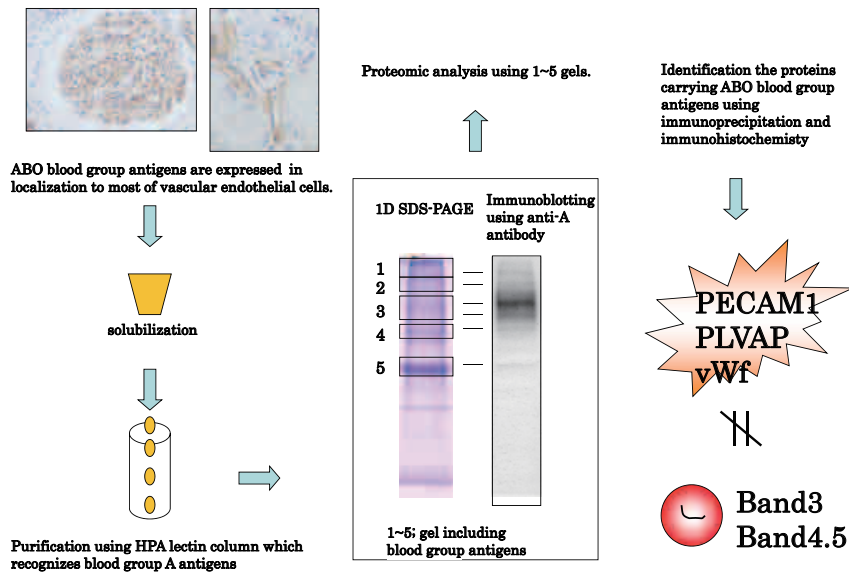 ABO blood group antigens are expressed in
localization to most of vascular endothelial cells.
solubilization
Purification using HPA lectin column which
recognizes blood group A antigens
Proteomic analysis using 1~5 gels.
1D SDS-PAGE
Immunoblotting
using anti-A
antibody
1
2
3
4
5
1~5; gel including
blood group antigens
Identification the proteins
carrying ABO blood group
antigens using
immunoprecipitation and
immunohistochemisty
PECAM1
PLVAP
vWf
Band3
Band4.5